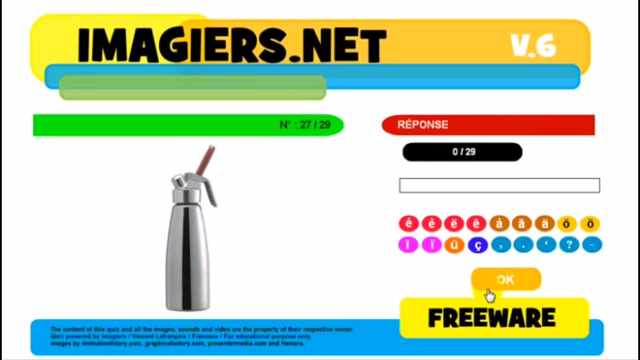 IMAGIERS.NET
V.6
N° : 27 / 29
RÉPONSE
0 / 29
é è ë ê à â ä ô ö
î ï û ç , . ' ? -
OK
FREEWARE
The content of this quiz and all the images, sounds and video are the property of their respective owner.
Quiz powered by Imagiers / Vincent Lefrançois / Freeware / For educational purpose only.
Images by Animationfatory.com, graphicsfactory.com, presentermedia.com and Hemera.